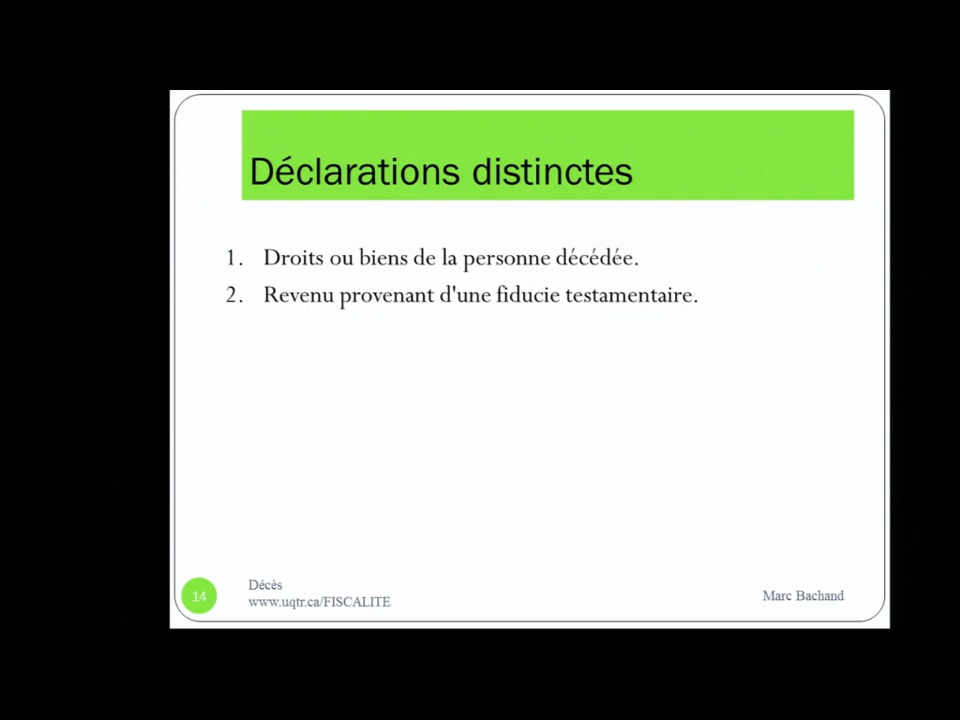 Déclarations distinctes
1. Droits ou biens de la personne décédée.
2. Revenu provenant d'une fiducie testamentaire.
14
Décès
www.uqtr.ca/FISCALITE
Marc Bachand